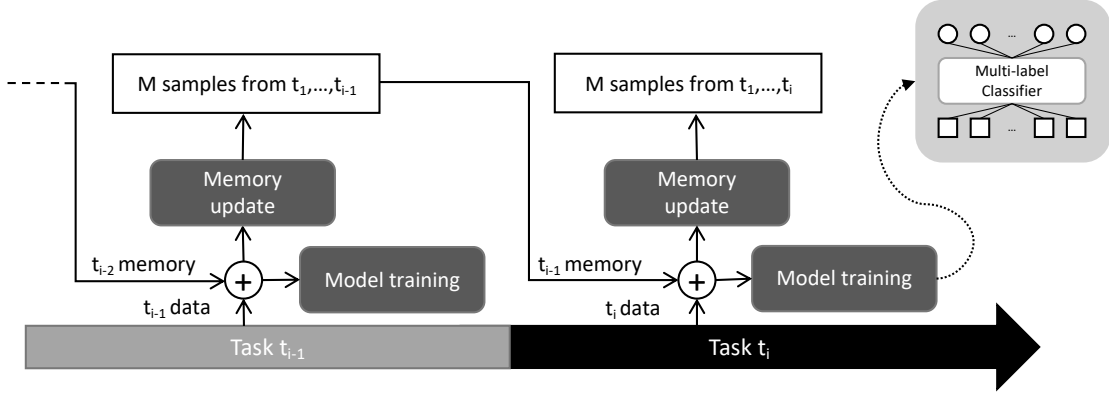 M samples from t₁,…,tᵢ₋₁
M samples from t₁,…,tᵢ
...
Multi-label
Classifier
...
Memory
update
Memory
update
tᵢ₋₂ memory
+
Model training
tᵢ₋₁ data
tᵢ₋₁ memory
+
Model training
tᵢ data
Task tᵢ₋₁
Task tᵢ